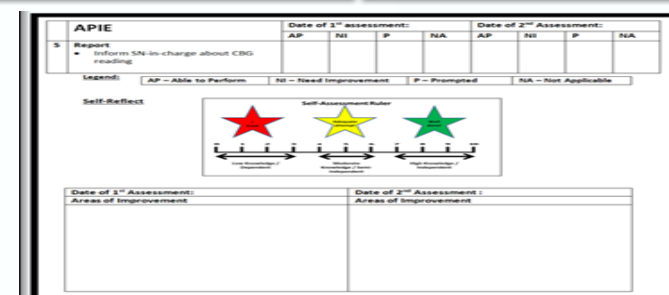 APIE
Date of 1st assessment:
Date of 2nd Assessment:
AP NI P NA AP NI P NA
5 Report
• Inform SN-in-charge about CBG
reading
Legend: AP – Able to Perform NI – Need Improvement P – Prompted NA – Not Applicable
Self-Reflect
Self-Assessment Ruler
Low Knowledge /
Dependent
Moderate
Knowledge / Semi-
Independent
High Knowledge /
Independent
Date of 1st Assessment:
Date of 2nd Assessment :
Areas of Improvement
Areas of Improvement